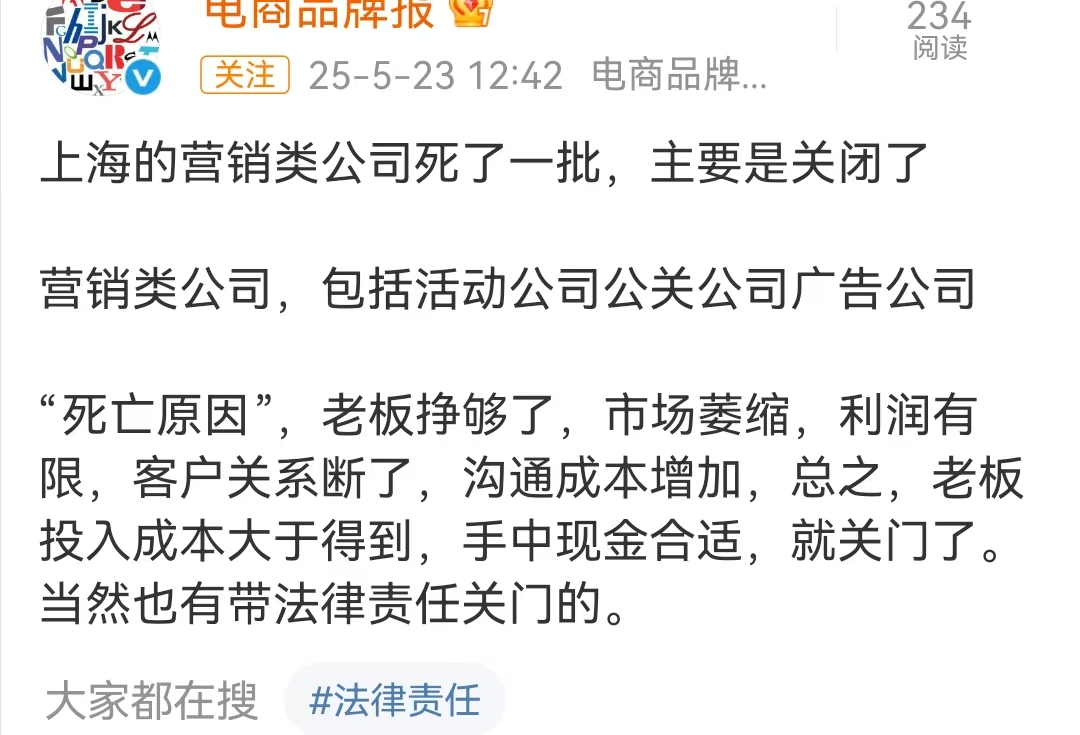 电商品牌报
234
阅读
关注 25-5-23 12:42 电商品牌...
上海的营销类公司死了一批，主要是关闭了
营销类公司，包括活动公司公关公司广告公司
“死亡原因”，老板挣够了，市场萎缩，利润有
限，客户关系断了，沟通成本增加，总之，老板
投入成本大于得到，手中现金合适，就关门了。
当然也有带法律责任关门的。
大家都在搜 #法律责任